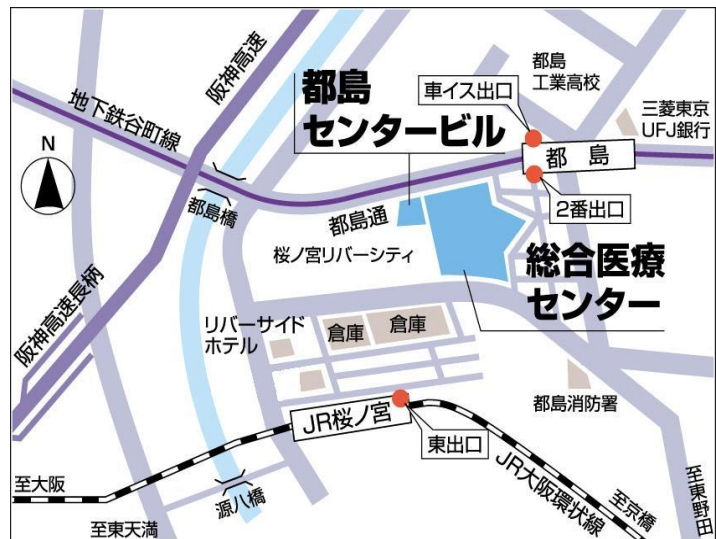 阪神高速
地下鉄谷町線
都島
センタービル
車イス出口
都島
工業高校
三菱東京
UFJ銀行
N
都島
2番出口
都島橋
都島通
桜ノ宮リバーシティ
総合医療
センター
阪神高速長柄
リバーサイド
ホテル
倉庫
倉庫
都島消防署
JR桜ノ宮
東出口
JR大阪環状線
至大阪
源八橋
至東天満
至京橋
至東野田